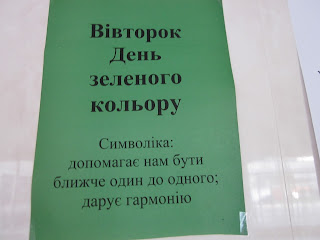 Вівторок
День
зеленого
кольору
Символіка:
допомагає нам бути
ближче один до одного;
дарує гармонію